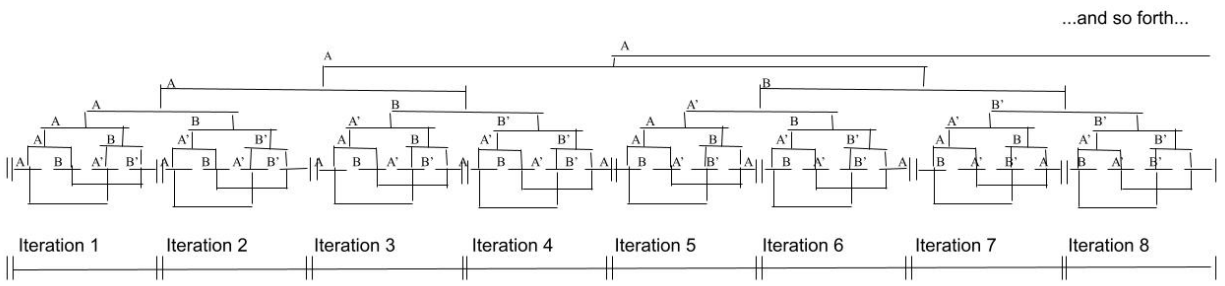 ...and so forth...
A
A
A B
A B A’ B’
A B A’ B’ A B A’ B’
A B A’ B’ A B A’ B’ A B A’ B’ A B A’ B’
A B A’ B’ A B A’ B’ A B A’ B’ A B A’ B’ A B A’ B’ A B A’ B’ A B A’ B’ A B A’ B’
Iteration 1 Iteration 2 Iteration 3 Iteration 4 Iteration 5 Iteration 6 Iteration 7 Iteration 8